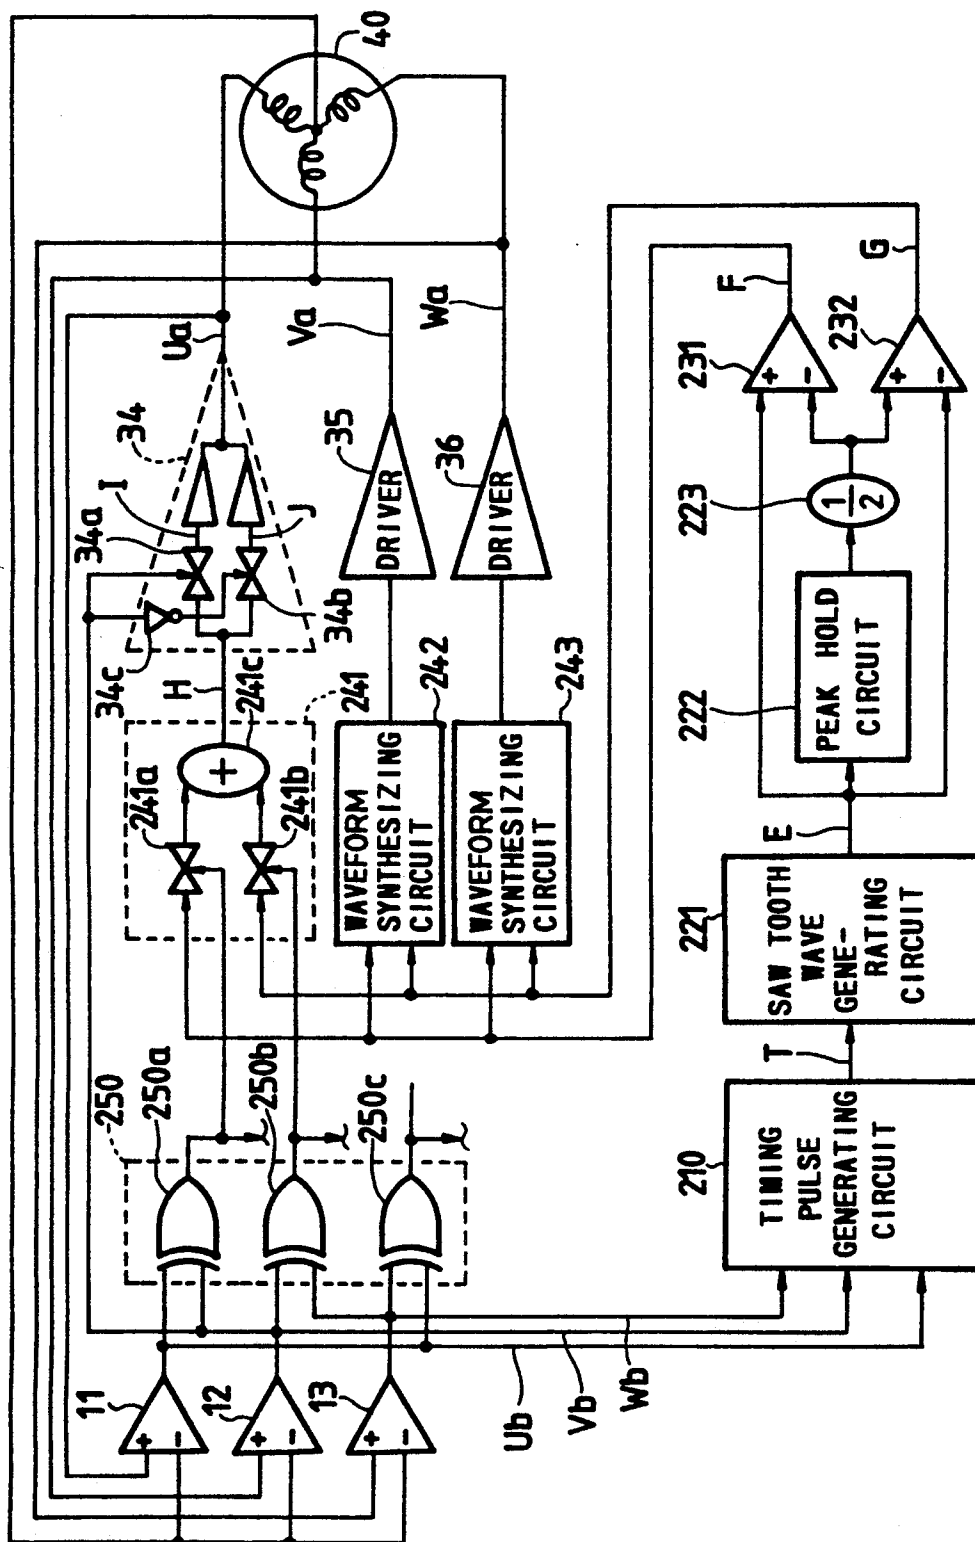 11
12
13
Ub
Vb
Wb
250
250a
250b
250c
241a
241b
241c
+
241
H
34c
34a
34b
34
I
J
Ua
Va
Wa
40
WAVEFORM
SYNTHESIZING
CIRCUIT
242
WAVEFORM
SYNTHESIZING
CIRCUIT
243
DRIVER
35
DRIVER
36
TIMING
PULSE
GENERATING
CIRCUIT
210
T
SAW TOOTH
WAVE
GENE-
RATING
CIRCUIT
221
E
PEAK HOLD
CIRCUIT
222
1
2
223
231
232
F
G
+
-
+
-
+
-
+
-
+
-